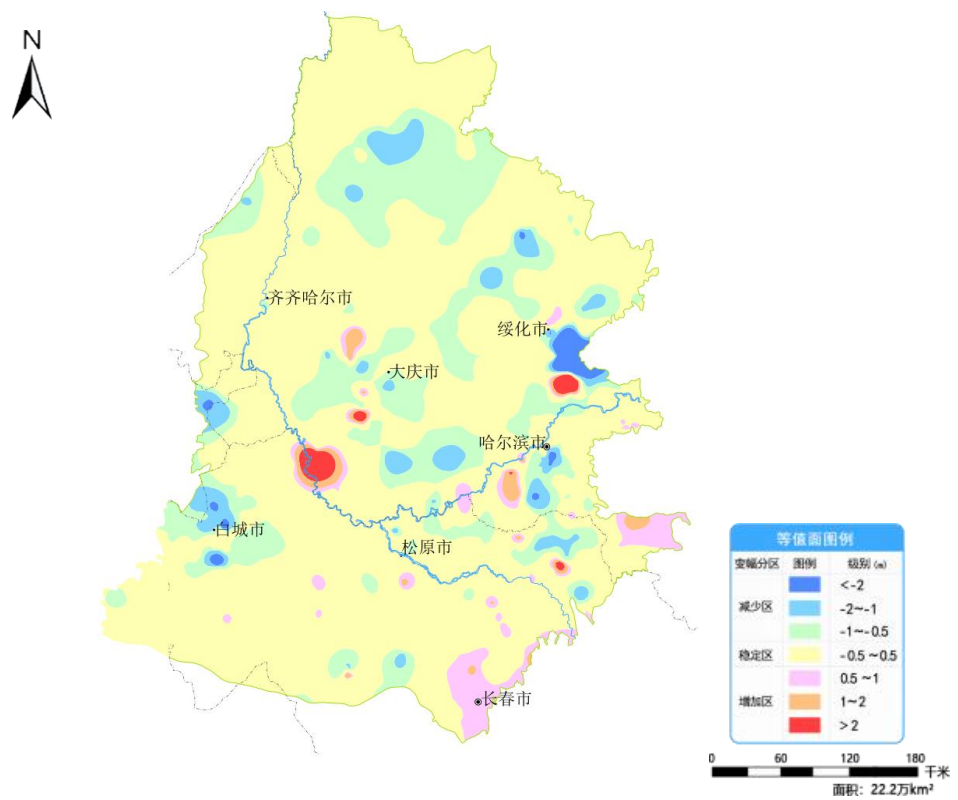 N
齐齐哈尔市
绥化市
大庆市
哈尔滨市
白城市
松原市
长春市
等值面图例
变幅分区 图例 级别 (m)
<-2
减少区 -2~-1
-1~-0.5
稳定区 -0.5~0.5
0.5~1
增加区 1~2
>2
0 60 120 180 千米
面积：22.2万km²